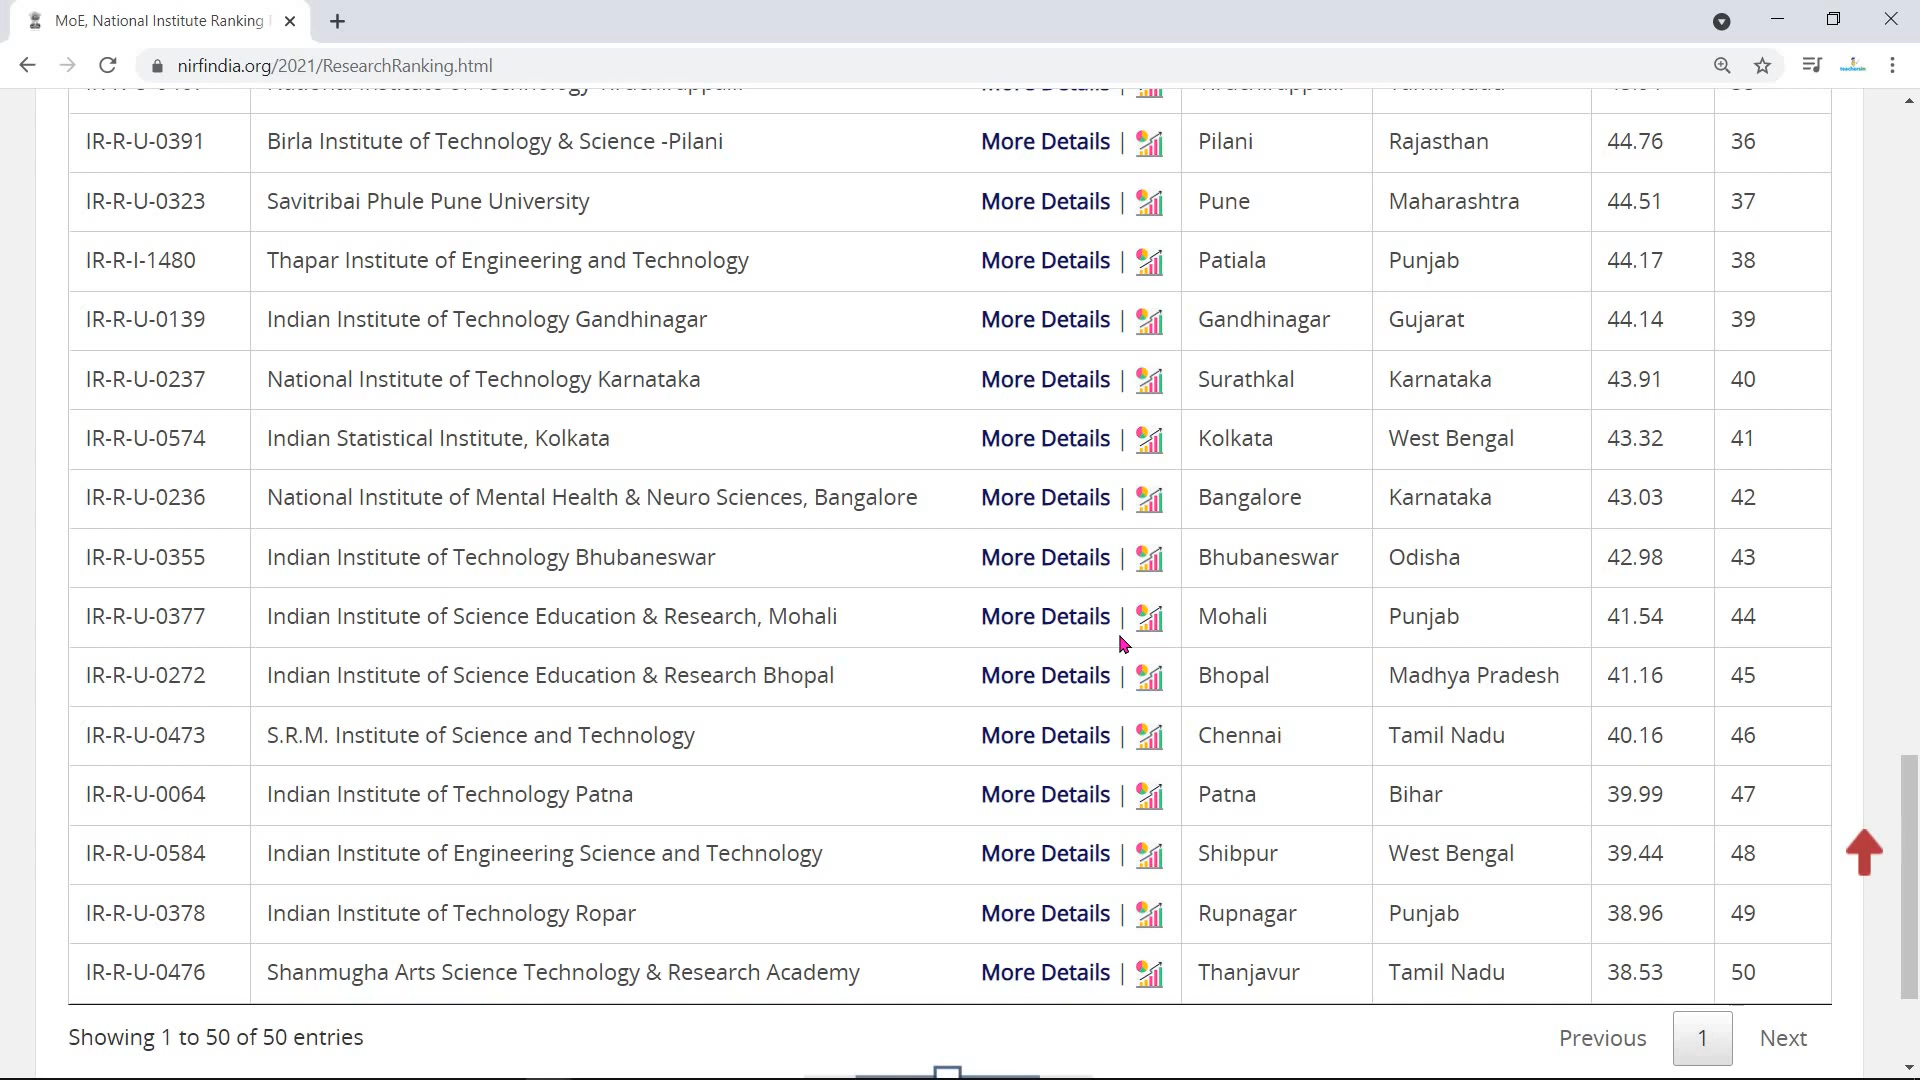 MoE, National Institute Ranking
nirfindia.org/2021/ResearchRanking.html
IR-R-U-0391 Birla Institute of Technology & Science -Pilani More Details | Pilani Rajasthan 44.76 36
IR-R-U-0323 Savitribai Phule Pune University More Details | Pune Maharashtra 44.51 37
IR-R-I-1480 Thapar Institute of Engineering and Technology More Details | Patiala Punjab 44.17 38
IR-R-U-0139 Indian Institute of Technology Gandhinagar More Details | Gandhinagar Gujarat 44.14 39
IR-R-U-0237 National Institute of Technology Karnataka More Details | Surathkal Karnataka 43.91 40
IR-R-U-0574 Indian Statistical Institute, Kolkata More Details | Kolkata West Bengal 43.32 41
IR-R-U-0236 National Institute of Mental Health & Neuro Sciences, Bangalore More Details | Bangalore Karnataka 43.03 42
IR-R-U-0355 Indian Institute of Technology Bhubaneswar More Details | Bhubaneswar Odisha 42.98 43
IR-R-U-0377 Indian Institute of Science Education & Research, Mohali More Details | Mohali Punjab 41.54 44
IR-R-U-0272 Indian Institute of Science Education & Research Bhopal More Details | Bhopal Madhya Pradesh 41.16 45
IR-R-U-0473 S.R.M. Institute of Science and Technology More Details | Chennai Tamil Nadu 40.16 46
IR-R-U-0064 Indian Institute of Technology Patna More Details | Patna Bihar 39.99 47
IR-R-U-0584 Indian Institute of Engineering Science and Technology More Details | Shibpur West Bengal 39.44 48
IR-R-U-0378 Indian Institute of Technology Ropar More Details | Rupnagar Punjab 38.96 49
IR-R-U-0476 Shanmugha Arts Science Technology & Research Academy More Details | Thanjavur Tamil Nadu 38.53 50
Showing 1 to 50 of 50 entries Previous 1 Next